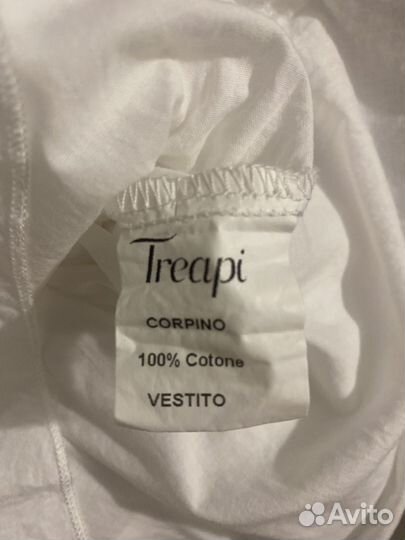 Treapi
CORPINO
100% Cotone
VESTITO
Avito